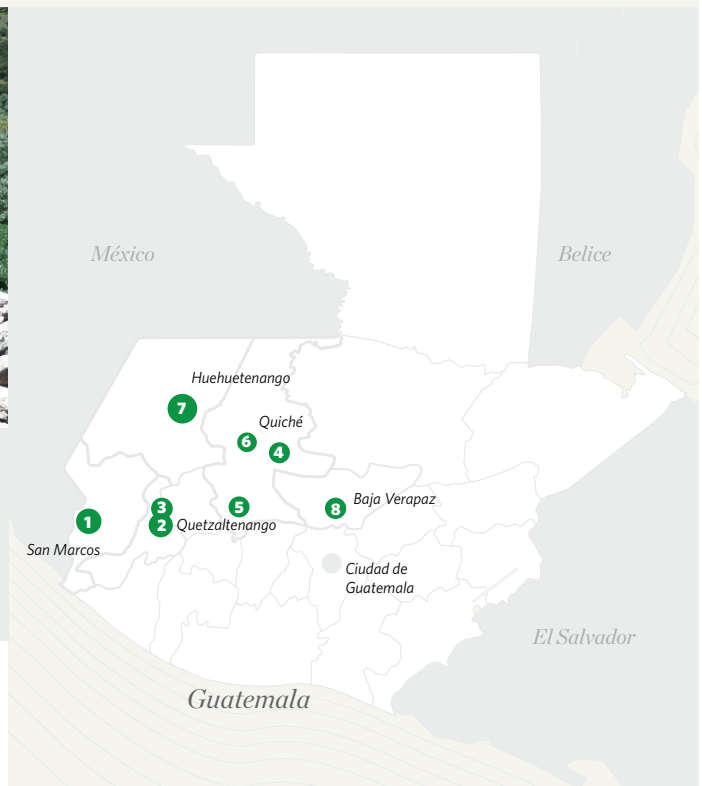 México
Belice
Huehuetenango
7
Quiché
6
4
Baja Verapaz
3
5
8
1
2
Quetzaltenango
San Marcos
Ciudad de
Guatemala
El Salvador
Guatemala